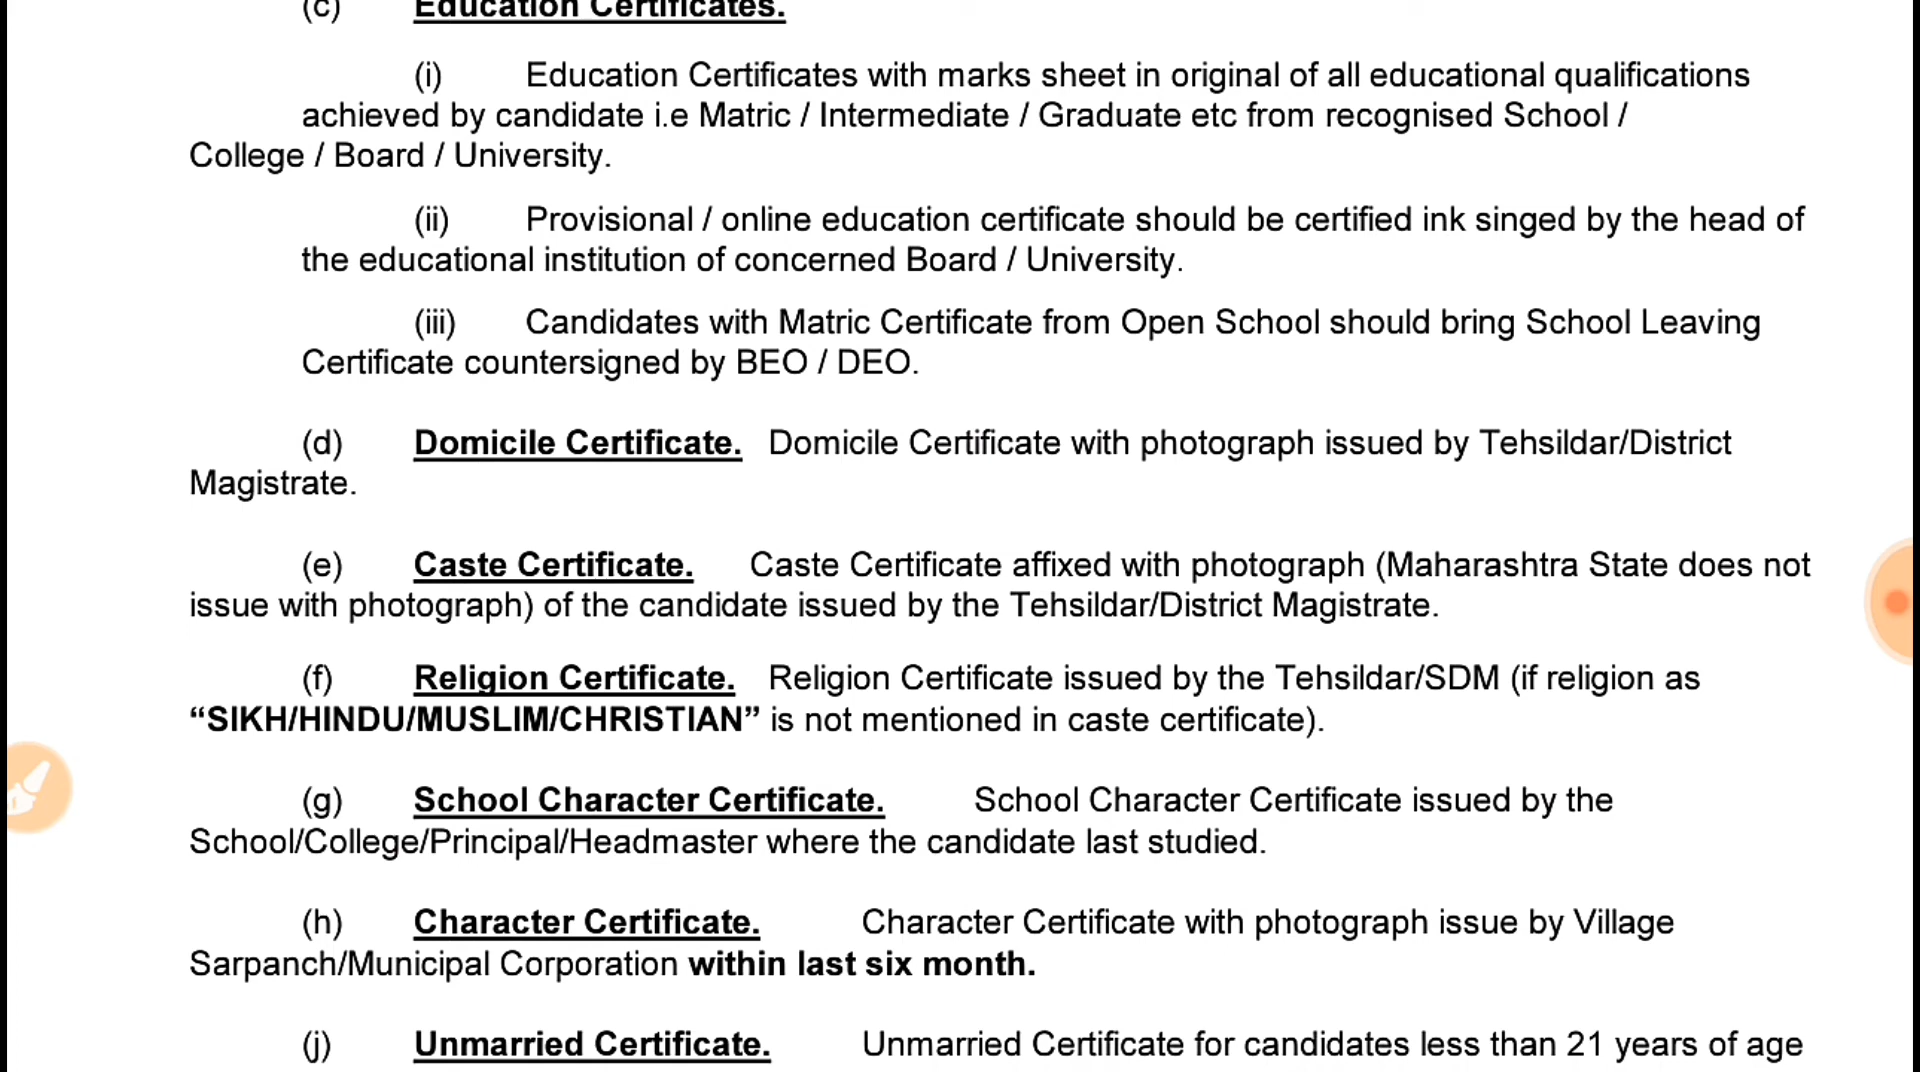 (c) Education Certificates.
(i) Education Certificates with marks sheet in original of all educational qualifications
achieved by candidate i.e Matric / Intermediate / Graduate etc from recognised School /
College / Board / University.
(ii) Provisional / online education certificate should be certified ink singed by the head of
the educational institution of concerned Board / University.
(iii) Candidates with Matric Certificate from Open School should bring School Leaving
Certificate countersigned by BEO / DEO.
(d) Domicile Certificate. Domicile Certificate with photograph issued by Tehsildar/District
Magistrate.
(e) Caste Certificate. Caste Certificate affixed with photograph (Maharashtra State does not
issue with photograph) of the candidate issued by the Tehsildar/District Magistrate.
(f) Religion Certificate. Religion Certificate issued by the Tehsildar/SDM (if religion as
“SIKH/HINDU/MUSLIM/CHRISTIAN” is not mentioned in caste certificate).
(g) School Character Certificate. School Character Certificate issued by the
School/College/Principal/Headmaster where the candidate last studied.
(h) Character Certificate. Character Certificate with photograph issue by Village
Sarpanch/Municipal Corporation within last six month.
(j) Unmarried Certificate. Unmarried Certificate for candidates less than 21 years of age